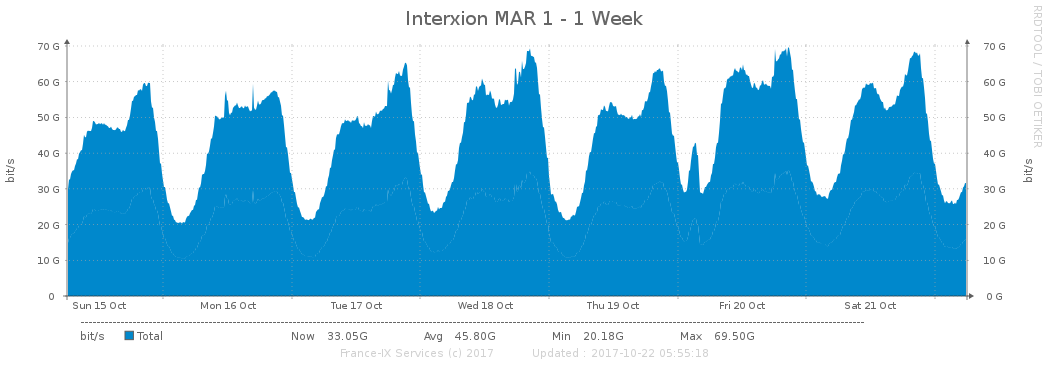 Interxion MAR 1 - 1 Week
RRDTOOL / TOBI OETIKER
bit/s
70 G 70 G
60 G 60 G
50 G 50 G
40 G 40 G
30 G 30 G
20 G 20 G
10 G 10 G
0 0 G
bit/s
Sun 15 Oct Mon 16 Oct Tue 17 Oct Wed 18 Oct Thu 19 Oct Fri 20 Oct Sat 21 Oct
bit/s Total Now 33.05G Avg 45.80G Min 20.18G Max 69.50G
France-IX Services (c) 2017 Updated : 2017-10-22 05:55:18